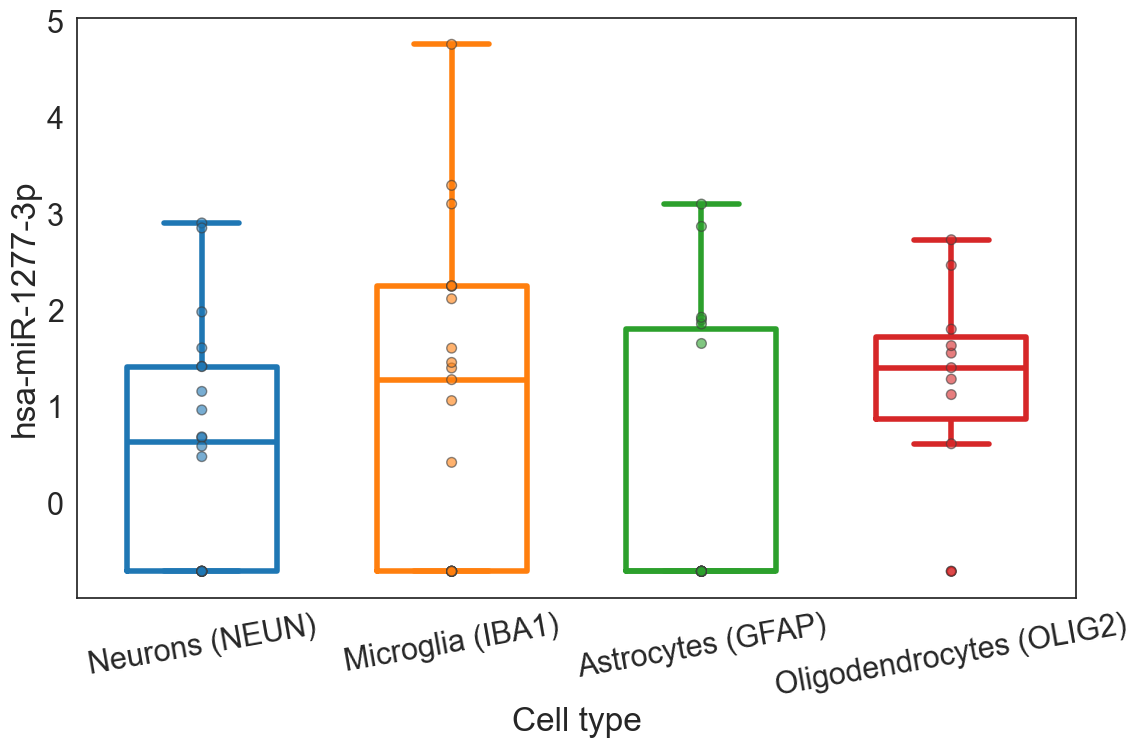 hsa-miR-1277-3p
5
4
3
2
1
0
Neurons (NEUN)
Microglia (IBA1)
Astrocytes (GFAP)
Oligodendrocytes (OLIG2)
Cell type